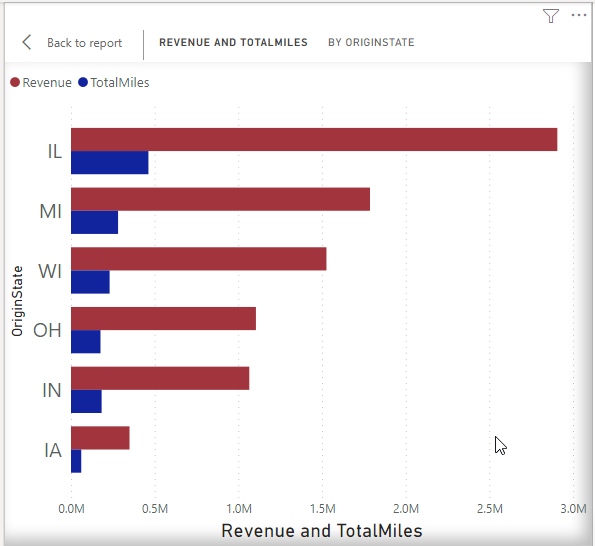 Back to report REVENUE AND TOTALMILES BY ORIGINSTATE
Revenue TotalMiles
OriginState
IL
MI
WI
OH
IN
IA
0.0M 0.5M 1.0M 1.5M 2.0M 2.5M 3.0M
Revenue and TotalMiles